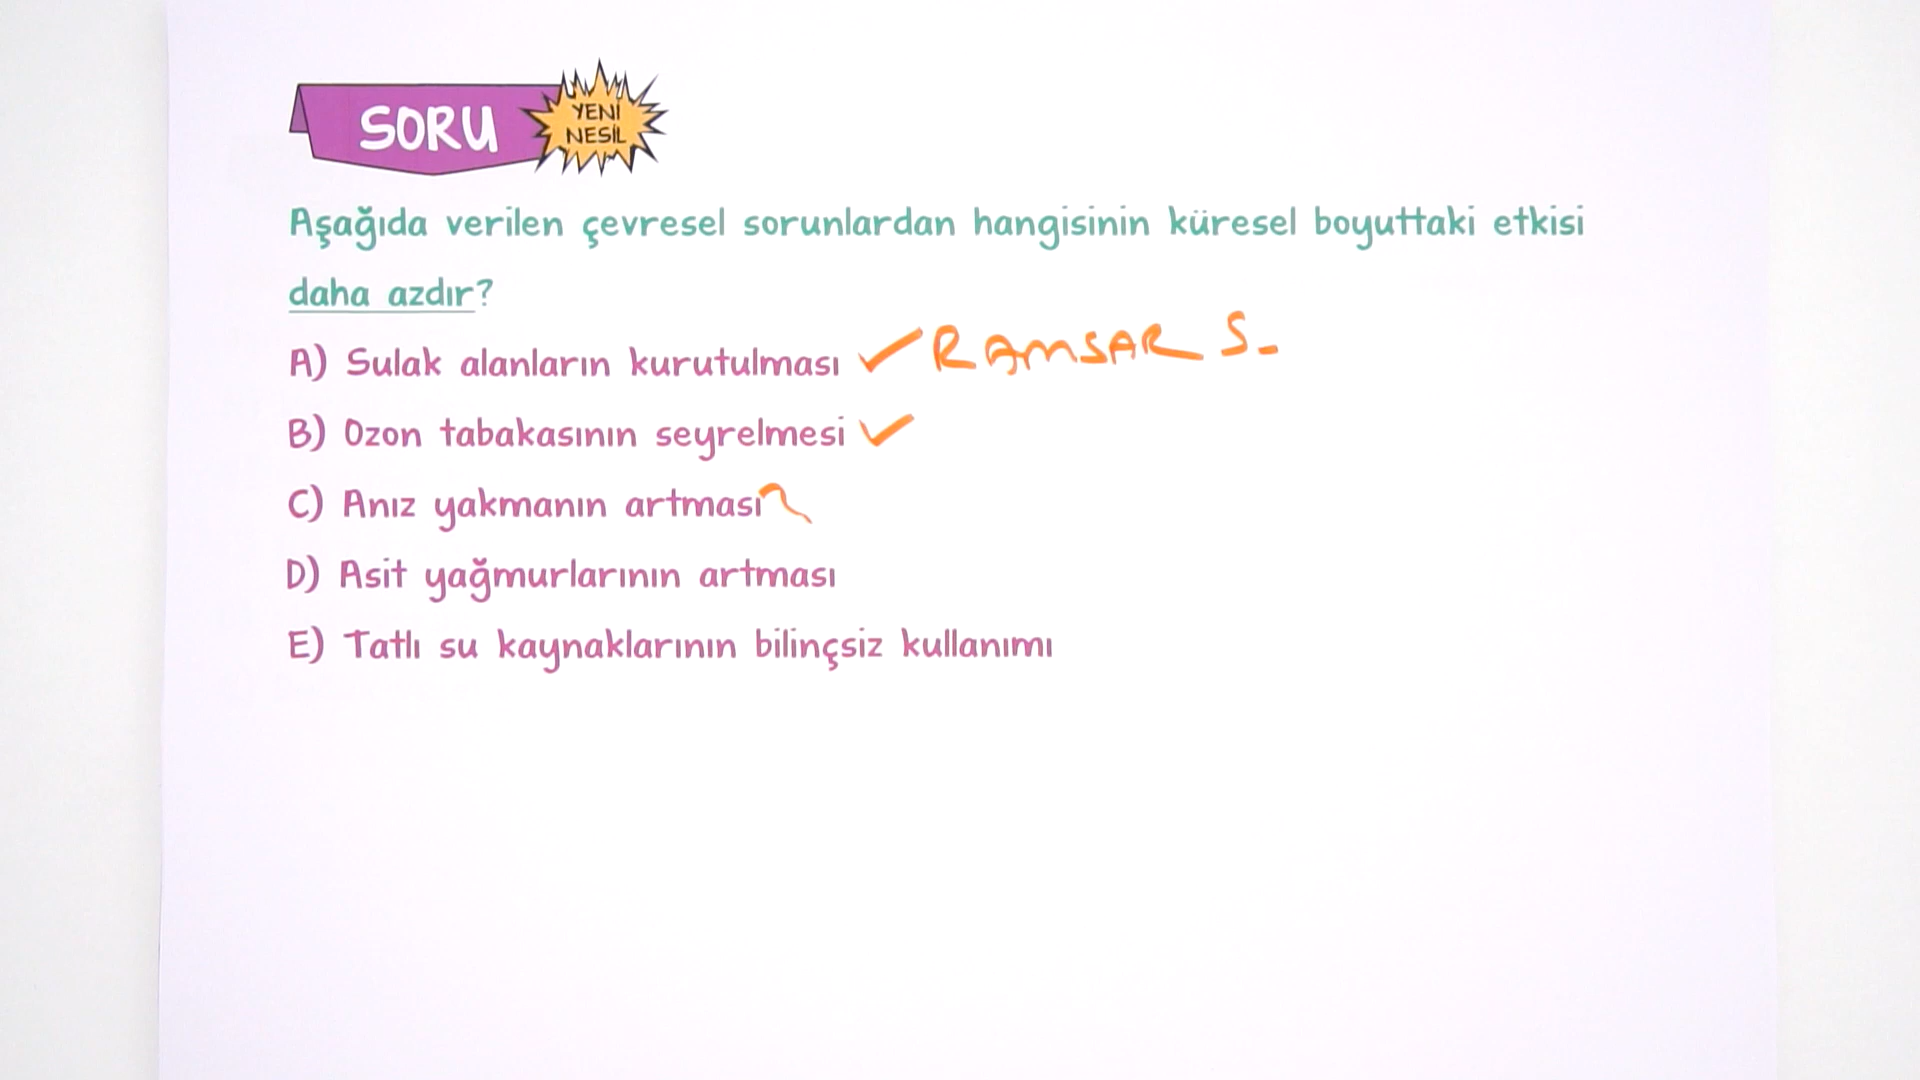 SORU
YENİ
NESİL
Aşağıda verilen çevresel sorunlardan hangisinin küresel boyuttaki etkisi
daha azdır?
A) Sulak alanların kurutulması ✓ RAMSAR S.
B) Ozon tabakasının seyrelmesi ✓
C) Anız yakmanın artması
D) Asit yağmurlarının artması
E) Tatlı su kaynaklarının bilinçsiz kullanımı